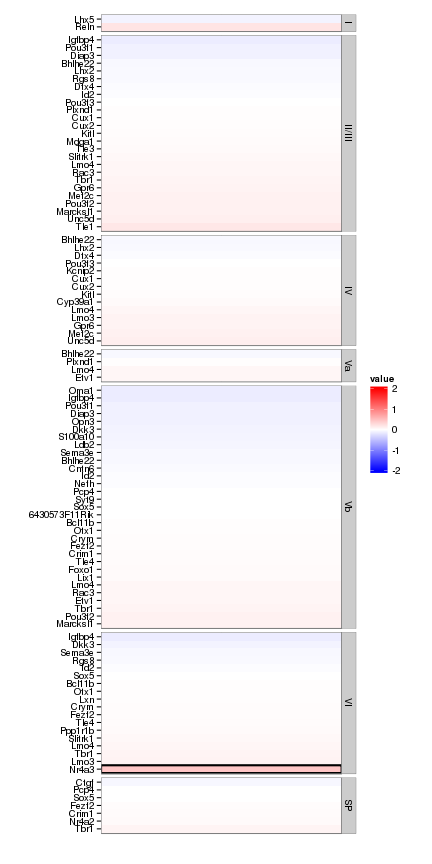 Lhx5
Reln
I
Igfbp4
Pou3f1
Diap3
Bhlhe22
Lhx2
Rgs8
Dtx4
Id2
Pou3f3
Plxnd1
Cux1
Cux2
Kitl
Mdga1
Tle3
Slitrk1
Lmo4
Rac3
Tbr1
Gpr6
Mef2c
Pou3f2
Marcksl1
Unc5d
Tle1
II/III
Bhlhe22
Lhx2
Dtx4
Pou3f3
Kcnip2
Cux1
Cux2
Kitl
Cyp39a1
Lmo4
Lmo3
Gpr6
Mef2c
Unc5d
IV
Bhlhe22
Plxnd1
Lmo4
Etv1
Va
value
2
1
0
-1
-2
Oma1
Igfbp4
Pou3f1
Diap3
Opn3
Dkk3
S100a10
Ldb2
Sema3e
Bhlhe22
Cntn6
Id2
Nefh
Pcp4
Syt9
Sox5
6430573F11Rik
Bcl11b
Otx1
Crym
Fezf2
Crim1
Tle4
Foxo1
Lix1
Lmo4
Rac3
Etv1
Tbr1
Pou3f2
Marcksl1
Vb
Igfbp4
Dkk3
Sema3e
Rgs8
Id2
Sox5
Bcl11b
Otx1
Lxn
Crym
Fezf2
Tle4
Ppp1r1b
Slitrk1
Lmo4
Tbr1
Lmo3
Nr4a3
VI
Ctgf
Pcp4
Sox5
Fezf2
Crim1
Nr4a2
Tbr1
SP